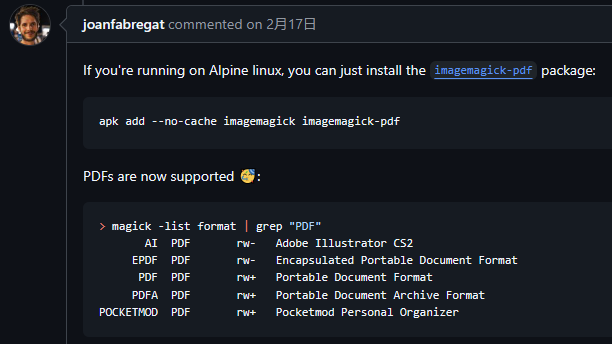 joanfabregat commented on 2月17日
If you're running on Alpine linux, you can just install the imagemagick-pdf package:
apk add --no-cache imagemagick imagemagick-pdf
PDFs are now supported 🥳:
> magick -list format | grep "PDF"
AI  PDF       rw-   Adobe Illustrator CS2
EPDF  PDF       rw-   Encapsulated Portable Document Format
PDF  PDF       rw+   Portable Document Format
PDFA  PDF       rw+   Portable Document Archive Format
POCKETMOD  PDF       rw+   Pocketmod Personal Organizer